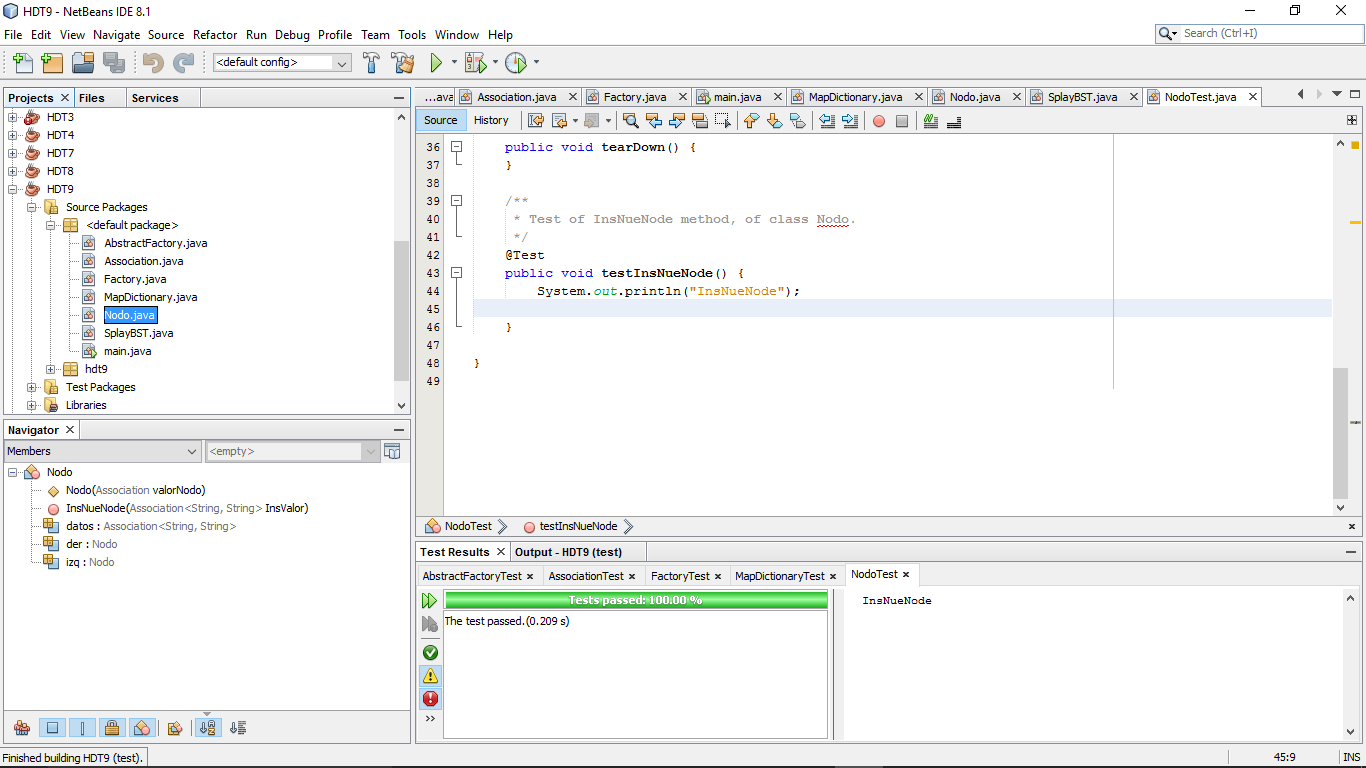 HDT9 - NetBeans IDE 8.1
File Edit View Navigate Source Refactor Run Debug Profile Team Tools Window Help
Search (Ctrl+I)
<default config>
Projects Files Services
HDT3
HDT4
HDT7
HDT8
HDT9
Source Packages
<default package>
AbstractFactory.java
Association.java
Factory.java
MapDictionary.java
Nodo.java
SplayBST.java
main.java
hdt9
Test Packages
Libraries
Navigator
Members
<empty>
Nodo
Nodo(Association valorNodo)
InsNueNode(Association<String, String> InsValor)
datos : Association<String, String>
der : Nodo
izq : Nodo
...ava Association.java Factory.java main.java MapDictionary.java Nodo.java SplayBST.java NodoTest.java
Source History
36 public void tearDown() {
37 }
38
39 /**
40 * Test of InsNueNode method, of class Nodo.
41 */
42 @Test
43 public void testInsNueNode() {
44 System.out.println("InsNueNode");
45
46 }
47
48 }
49
NodoTest testInsNueNode
Test Results Output - HDT9 (test)
AbstractFactoryTest AssociationTest FactoryTest MapDictionaryTest NodoTest
Tests passed: 100.00 %
The test passed.(0.209 s)
InsNueNode
Finished building HDT9 (test).
45:9 INS